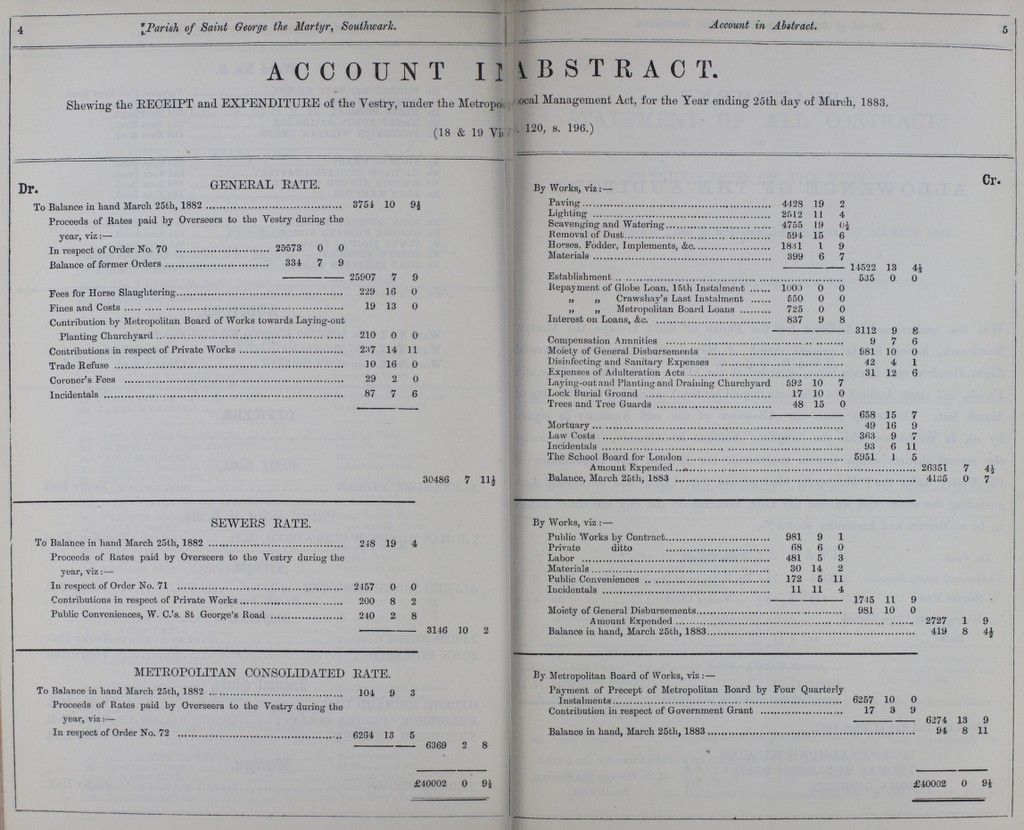 4 Parish of Saint George the Martyr, Southwark.
ACCOUNT IN
Shewing the RECEIPT and EXPENDITURE of the Vestry, under the Metropo
(18 & 19 Vi
Dr. GENERAL RATE.
To Balance in hand March 25th, 1882 3754 10 9½
Proceeds of Rates paid by Overseers to the Vestry during the
year, viz:—
In respect of Order No. 70 25573 0 0
Balance of former Orders 334 7 9
25907 7 9
Fees for Horse Slaughtering 229 16 0
Fines and Costs 19 13 0
Contribution by Metropolitan Board of Works towards Laying-out
Planting Churchyard 210 0 0
Contributions in respect of Private Works 237 14 11
Trade Refuse 10 16 0
Coroner's Fees 29 2 0
Incidentals 87 7 6
30486 7 11½
SEWERS RATE.
To Balance in hand March 25th, 1882 248 19 4
Proceeds of Rates paid by Overseers to the Vestry during the
year, viz:—
In respect of Order No. 71 2457 0 0
Contributions in respect of Private Works 200 8 2
Public Conveniences, W. C.'s. St George's Road 240 2 8
3146 10 2
METROPOLITAN CONSOLIDATED RATE.
To Balance in hand March 25th, 1882 104 9 3
Proceeds of Rates paid by Overseers to the Vestry during the
year, viz:—
In respect of Order No. 72 6264 13 5
6369 2 8
£40002 0 9½
Account in Abstract. 5
ABSTRACT.
ocal Management Act, for the Year ending 25th day of March, 1883.
120, s. 196.)
Cr.
By Works, viz:—
Paving 4428 19 2
Lighting 2512 11 4
Scavenging and Watering 4755 19 0½
Removal of Dust 594 15 6
Horses, Fodder, Implements, &c. 1831 1 9
Materials 399 6 7
14522 13 4½
Establishment 535 0 0
Repayment of Globe Loan, 15th Instalment 1000 0 0
„ „ Crawshay's Last Instalment 550 0 0
„ „ Metropolitan Board Loans 725 0 0
Interest on Loans, &c. 837 9 8
3112 9 8
Compensation Annuities 9 7 6
Moiety of General Disbursements 981 10 0
Disinfecting and Sanitary Expenses 42 4 1
Expenses of Adulteration Acts 31 12 6
Laying-out and Planting and Draining Churchyard 592 10 7
Lock Burial Ground 17 10 0
Trees and Tree Guards 48 15 0
658 15 7
Mortuary 49 16 9
Law Costs 363 9 7
Incidentals 93 6 11
The School Board for London 5951 1 5
Amount Expended 26351 7 4½
Balance, March 25th, 1883 4135 0 7
By Works, viz:—
Public Works by Contract 981 9 1
Private ditto 68 6 0
Labor 481 5 3
Materials 30 14 2
Public Conveniences 172 5 11
Incidentals 11 11 4
1745 11 9
Moiety of General Disbursements 981 10 0
Amount Expended 2727 1 9
Balance in hand, March 25th, 1883 419 8 4½
By Metropolitan Board of Works, viz:—
Payment of Precept of Metropolitan Board by Four Quarterly
Instalments 6257 10 0
Contribution in respect of Government Grant 17 3 9
6274 13 9
Balance in hand, March 25th, 1883 94 8 11
£40002 0 9½